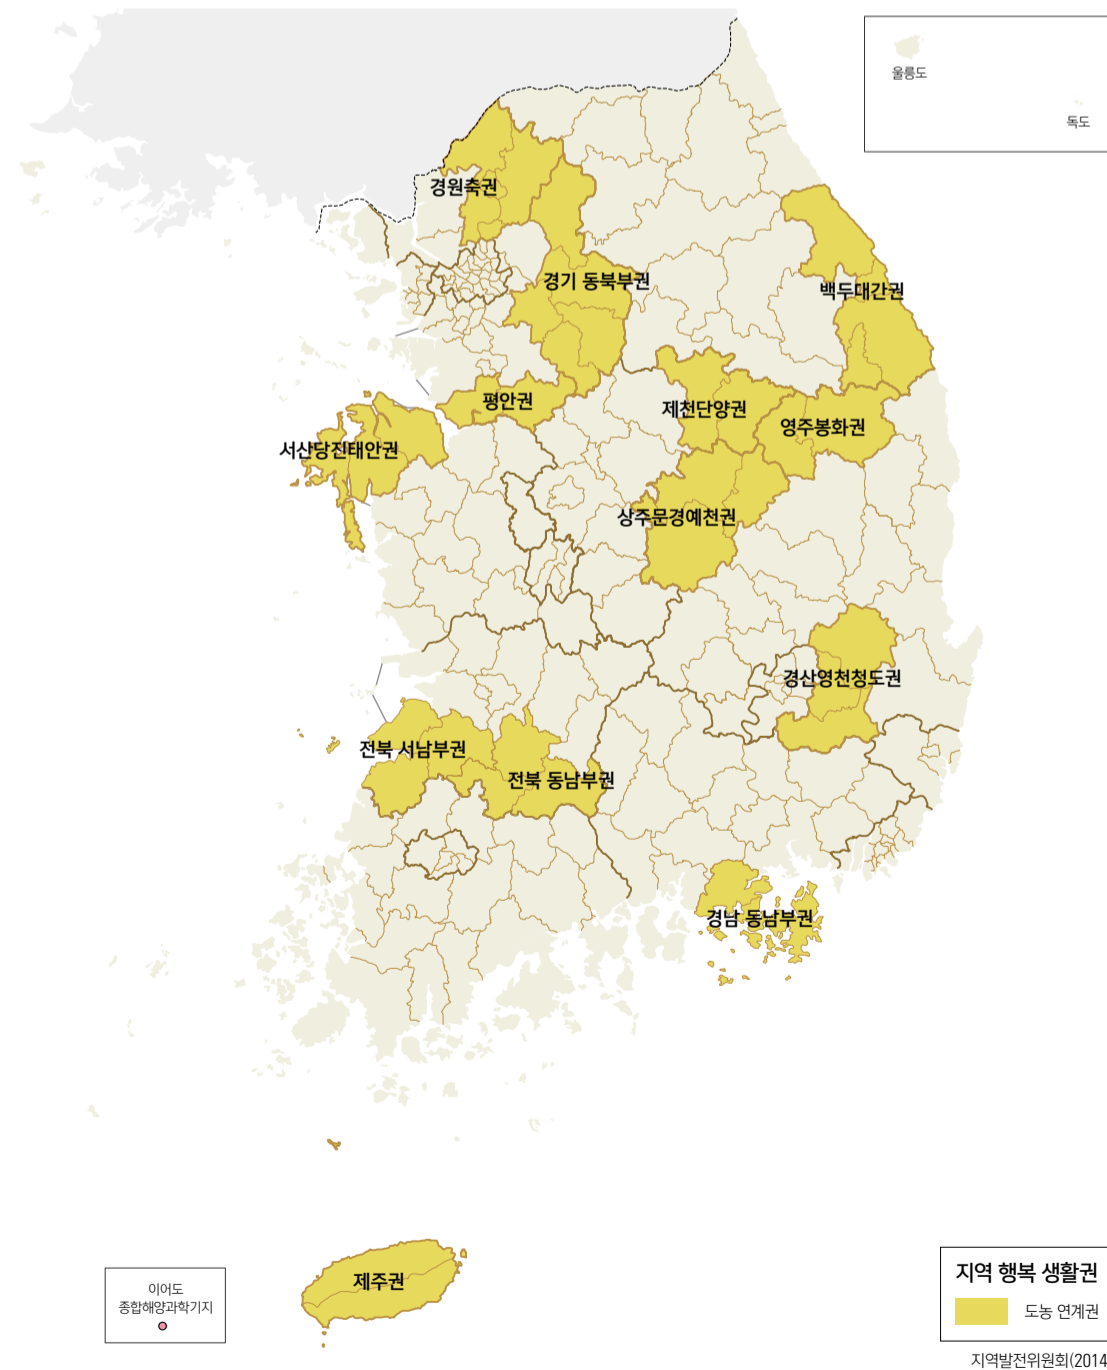 울릉도
독도
경원축권
경기 동북부권
백두대간권
평안권
제천단양권
영주봉화권
서산당진태안권
상주문경예천권
경산영천청도권
전북 서남부권
전북 동남부권
경남 동남부권
제주권
이어도
종합해양과학기지
지역 행복 생활권
도농 연계권
지역발전위원회(2014